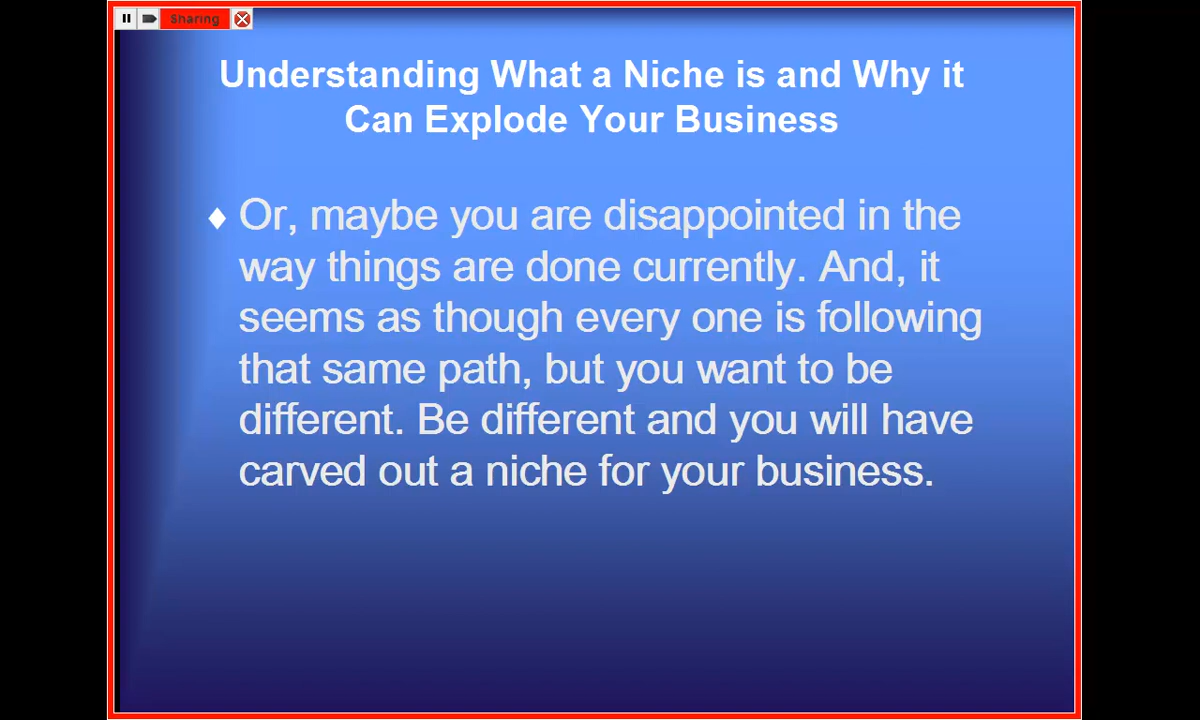 Sharing
Understanding What a Niche is and Why it
Can Explode Your Business
Or, maybe you are disappointed in the
way things are done currently. And, it
seems as though every one is following
that same path, but you want to be
different. Be different and you will have
carved out a niche for your business.